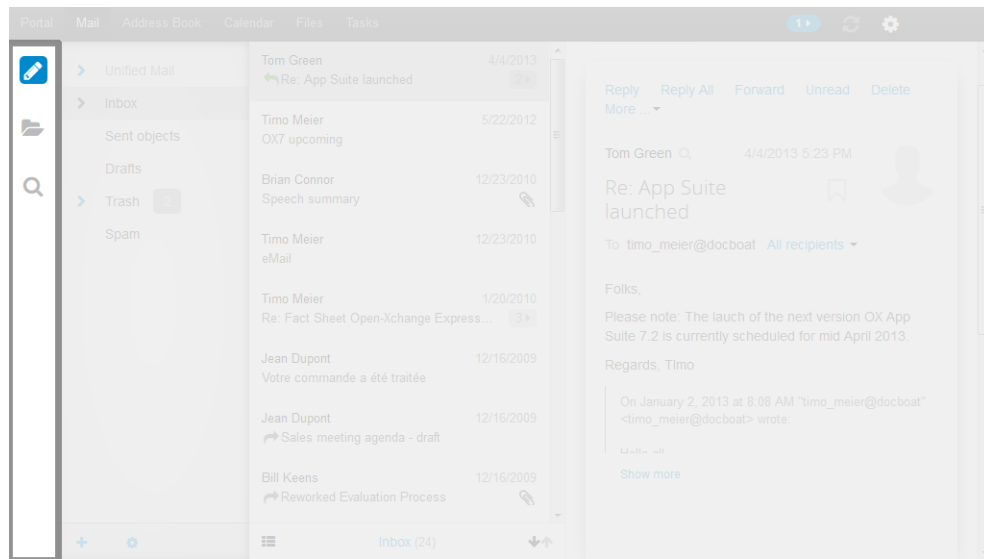 Portal Mail Address Book Calendar Files Tasks 1
Unified Mail
Inbox
Sent objects
Drafts
Trash 2
Spam
Tom Green 4/4/2013
Re: App Suite launched 2
Timo Meier 5/22/2012
OX7 upcoming
Brian Connor 12/23/2010
Speech summary
Timo Meier 12/23/2010
eMail
Timo Meier 1/20/2010
Re: Fact Sheet Open-Xchange Express... 3
Jean Dupont 12/16/2009
Votre commande a été traitée
Jean Dupont 12/16/2009
Sales meeting agenda - draft
Bill Keens 12/16/2009
Reworked Evaluation Process
Inbox (24)
Reply Reply All Forward Unread Delete
More ...
Tom Green 4/4/2013 5:23 PM
Re: App Suite
launched
To timo_meier@docboat All recipients
Folks,
Please note: The lauch of the next version OX App
Suite 7.2 is currently scheduled for mid April 2013.
Regards, Timo
On January 2, 2013 at 8:08 AM "timo_meier@docboat"
<timo_meier@docboat> wrote:
Hello all
Show more